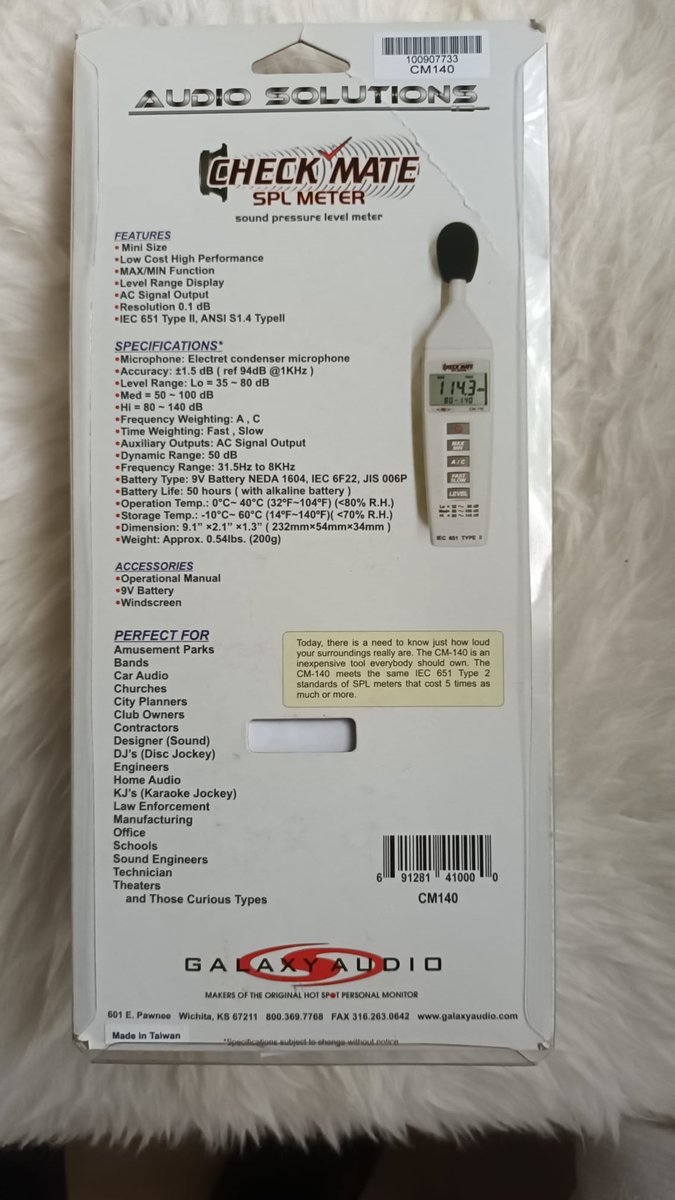 100907733
CM140
AUDIO SOLUTIONS
CHECK MATE
SPL METER
sound pressure level meter
FEATURES
•Mini Size
•Low Cost High Performance
•MAX/MIN Function
•Level Range Display
•AC Signal Output
•Resolution 0.1 dB
•IEC 651 Type II, ANSI S1.4 TypeII
SPECIFICATIONS*
•Microphone: Electret condenser microphone
•Accuracy: ±1.5 dB ( ref 94dB @1KHz )
•Level Range: Lo = 35 ~ 80 dB
•Med = 50 ~ 100 dB
•Hi = 80 ~ 140 dB
•Frequency Weighting: A , C
•Time Weighting: Fast , Slow
•Auxiliary Outputs: AC Signal Output
•Dynamic Range: 50 dB
•Frequency Range: 31.5Hz to 8KHz
•Battery Type: 9V Battery NEDA 1604, IEC 6F22, JIS 006P
•Battery Life: 50 hours ( with alkaline battery )
•Operation Temp.: 0°C~ 40°C (32°F~104°F) (<80% R.H.)
•Storage Temp.: -10°C~ 60°C (14°F~140°F)( <70% R.H.)
•Dimension: 9.1” ×2.1” ×1.3” ( 232mm×54mm×34mm )
•Weight: Approx. 0.54lbs. (200g)
CHECK MATE
114.3
80 - 140
CM-140
MAX
MIN
A / C
FAST
SLOW
LEVEL
IEC 651 TYPE II
ACCESSORIES
•Operational Manual
•9V Battery
•Windscreen
PERFECT FOR
Amusement Parks
Bands
Car Audio
Churches
City Planners
Club Owners
Contractors
Designer (Sound)
DJ's (Disc Jockey)
Engineers
Home Audio
KJ's (Karaoke Jockey)
Law Enforcement
Manufacturing
Office
Schools
Sound Engineers
Technician
Theaters
and Those Curious Types
Today, there is a need to know just how loud
your surroundings really are. The CM-140 is an
inexpensive tool everybody should own. The
CM-140 meets the same IEC 651 Type 2
standards of SPL meters that cost 5 times as
much or more.
6 91281 41000 0
CM140
GALAXY AUDIO
MAKERS OF THE ORIGINAL HOT SPOT PERSONAL MONITOR
601 E. Pawnee Wichita, KS 67211 800.369.7768 FAX 316.263.0642 www.galaxyaudio.com
Made in Taiwan
*Specifications subject to change without notice